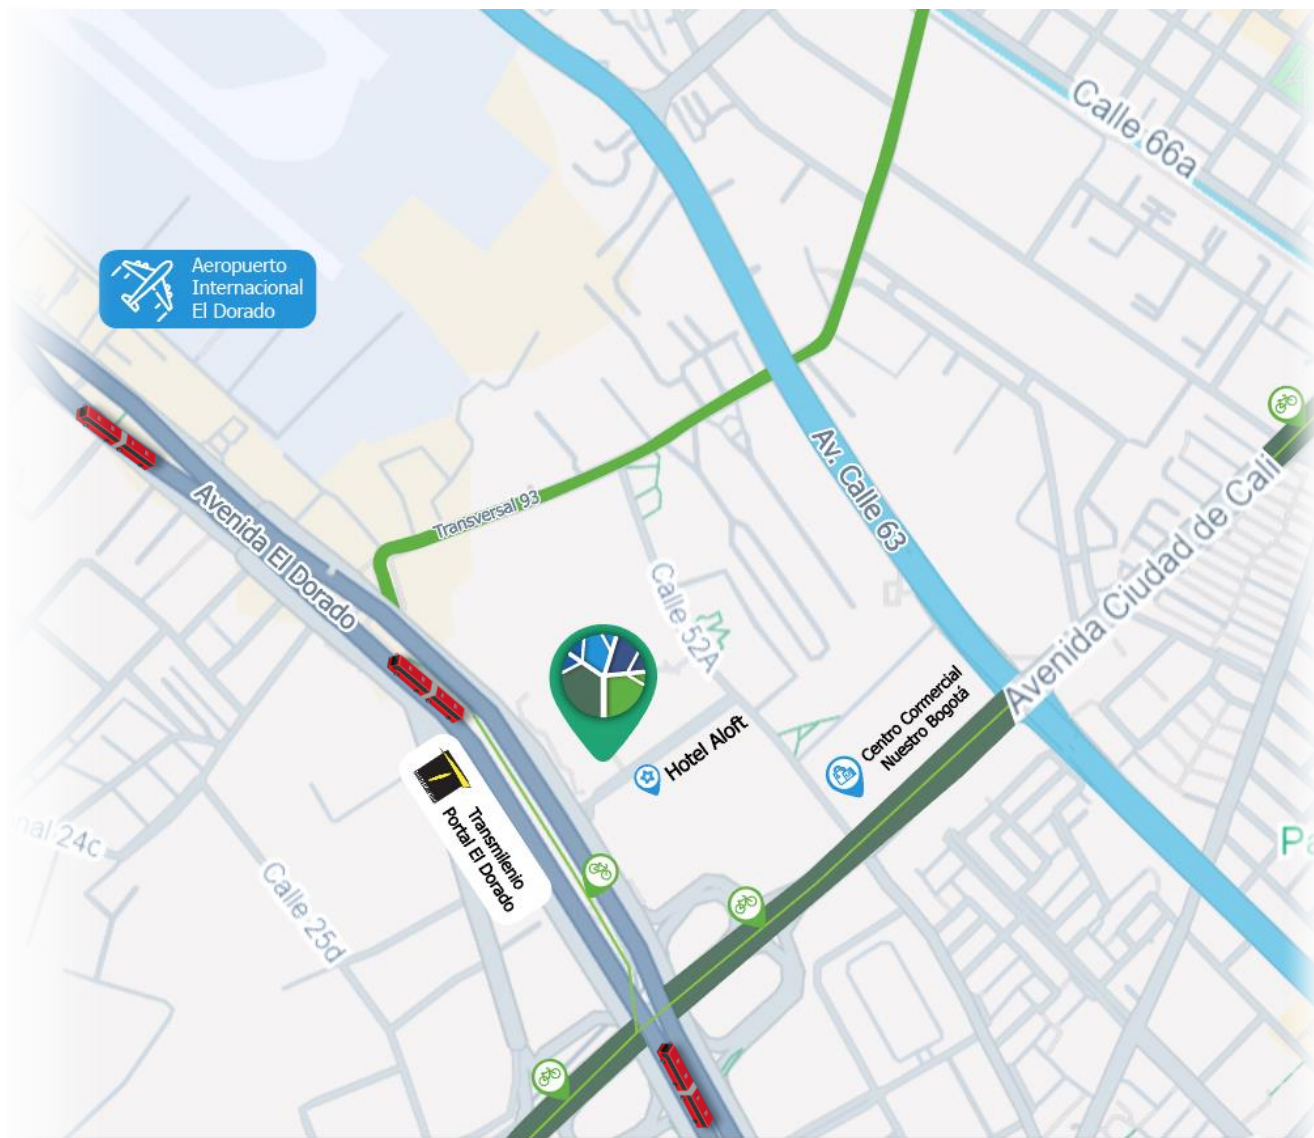 Calle 66a
Aeropuerto
Internacional
El Dorado
Avenida El Dorado
Transversal 93
Av. Calle 63
Avenida Ciudad de Cali
Calle 52A
Hotel Aloft
Centro Comercial
Nuestro Bogotá
Transmilenio
Portal El Dorado
nal 24c
Calle 25d
Pa